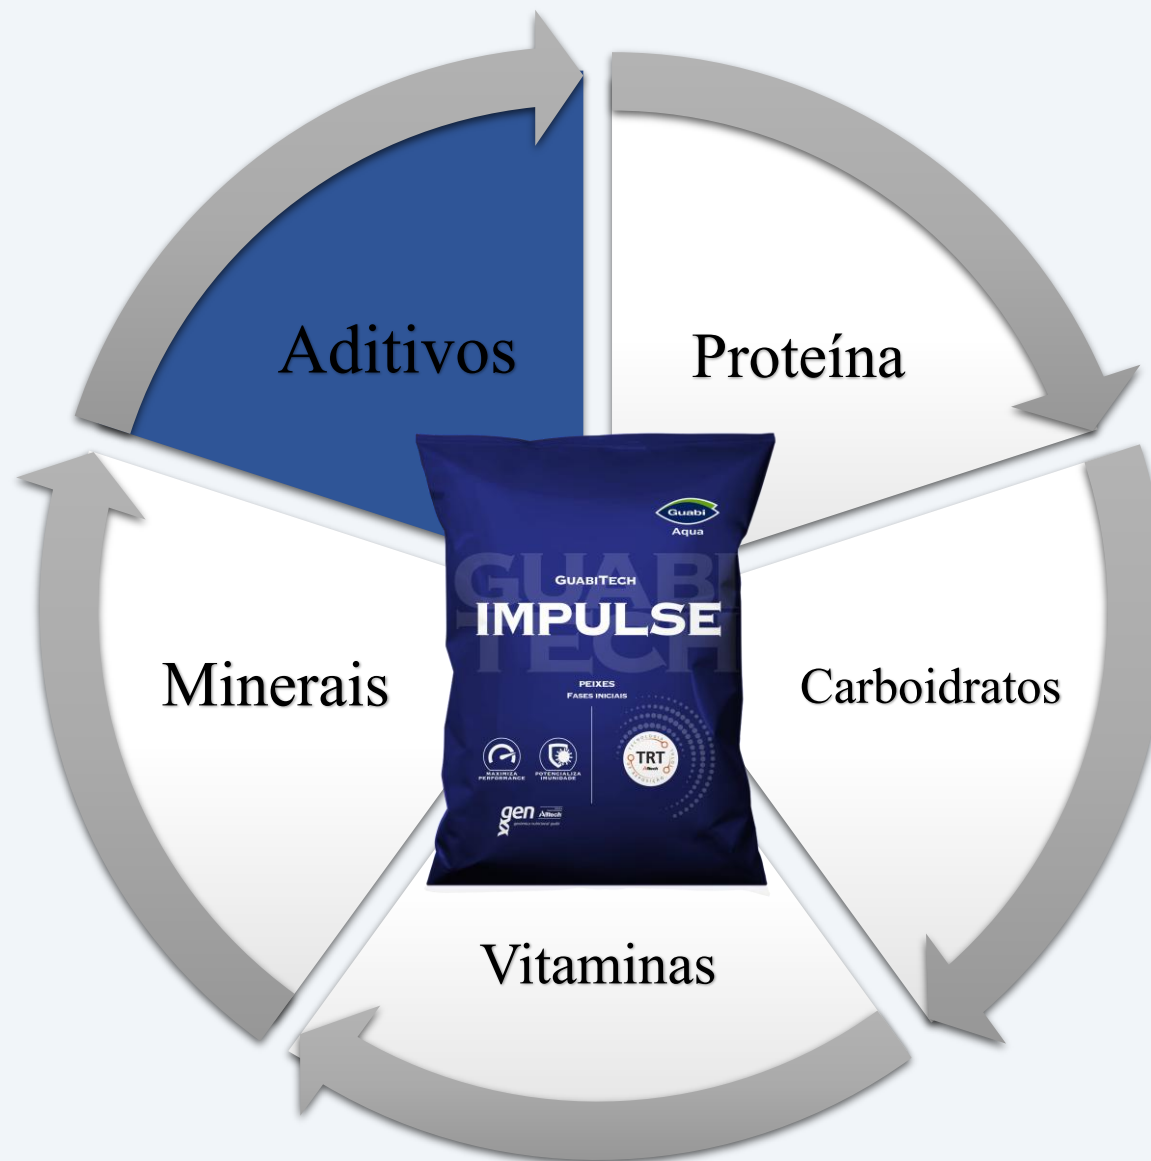 Aditivos
Proteína
Minerais
Carboidratos
Vitaminas
Guabi
Aqua
GUABI
TECH
GUABITECH
IMPULSE
PEIXES
FASES INICIAIS
MAXIMIZA
PERFORMANCE
POTENCIALIZA
IMUNIDADE
TRT
Alltech
gen
Alltech